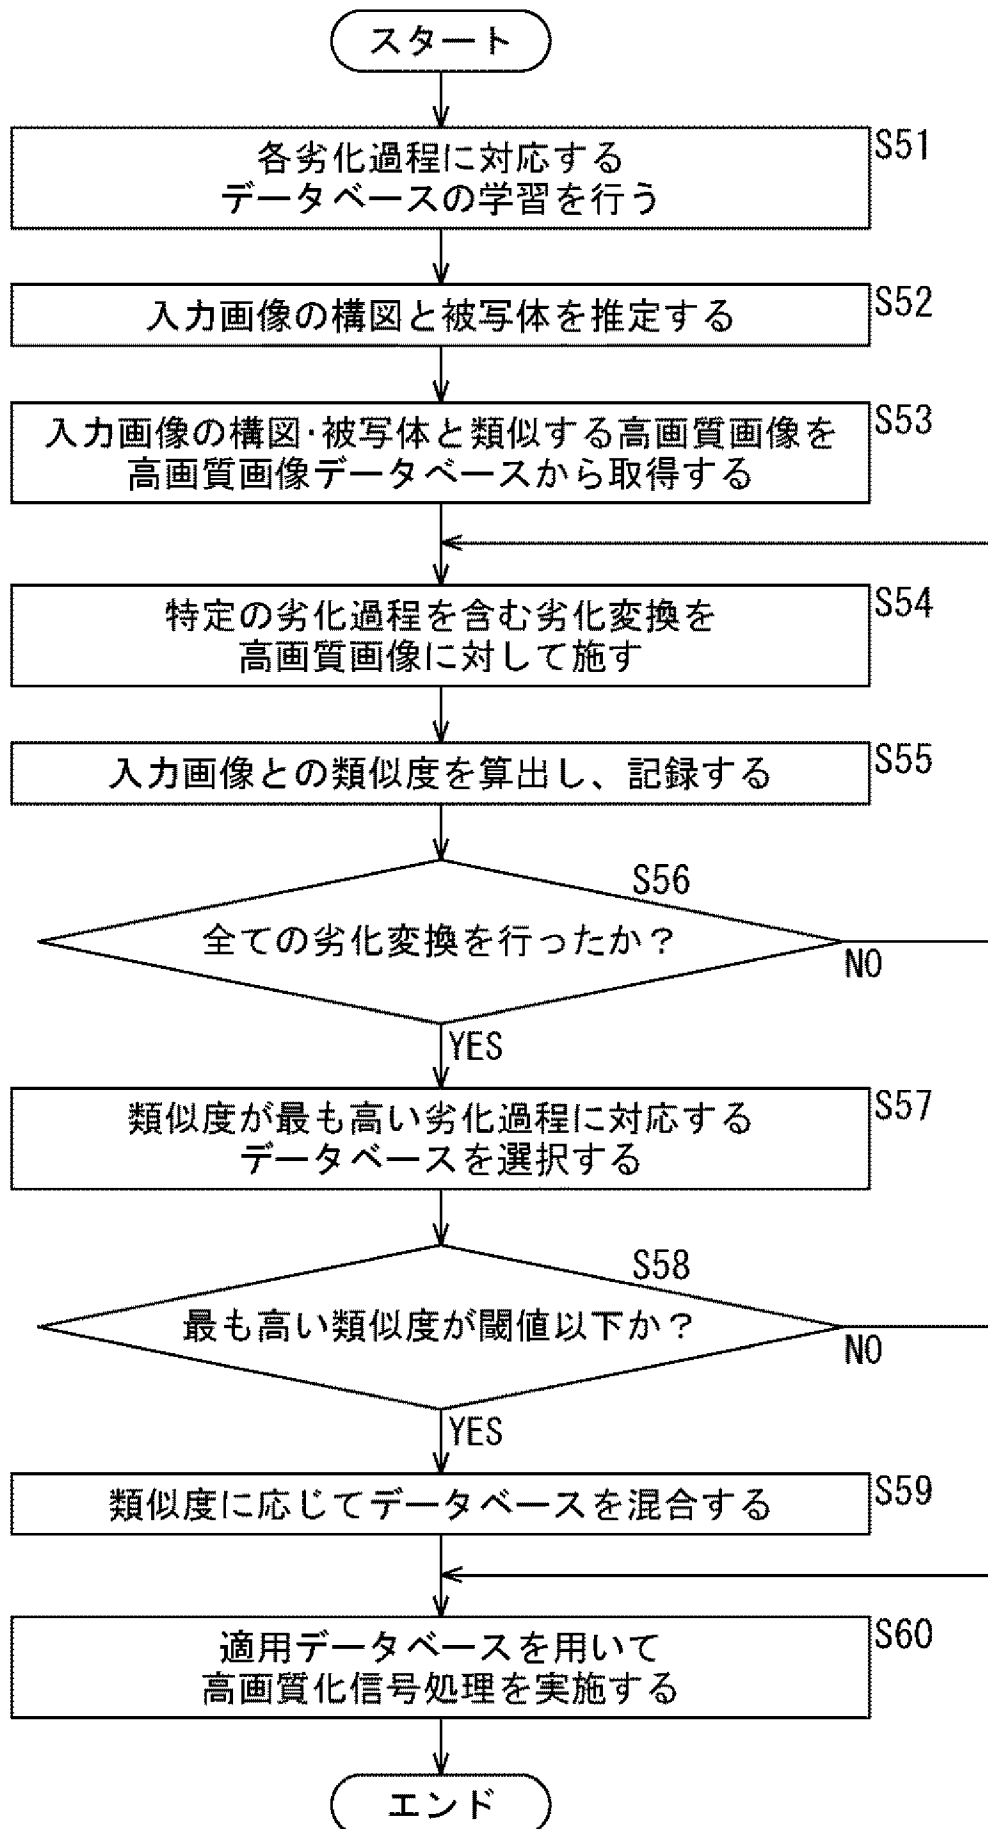 スタート
S51
各劣化過程に対応する
データベースの学習を行う
S52
入力画像の構図と被写体を推定する
S53
入力画像の構図・被写体と類似する高画質画像を
高画質画像データベースから取得する
S54
特定の劣化過程を含む劣化変換を
高画質画像に対して施す
S55
入力画像との類似度を算出し、記録する
S56
全ての劣化変換を行ったか？
NO
YES
S57
類似度が最も高い劣化過程に対応する
データベースを選択する
S58
最も高い類似度が閾値以下か？
NO
YES
S59
類似度に応じてデータベースを混合する
S60
適用データベースを用いて
高画質化信号処理を実施する
エンド